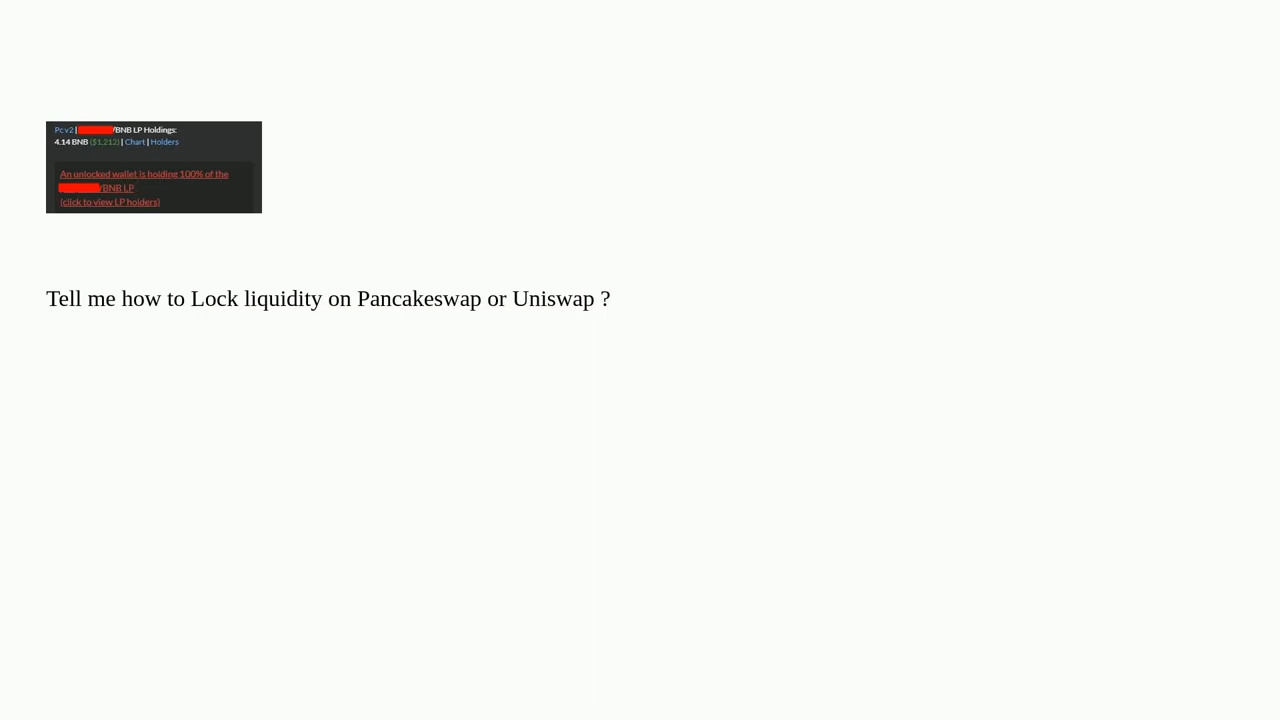 Pc v2 | /BNB LP Holdings:
4.14 BNB ($1,212) | Chart | Holders
An unlocked wallet is holding 100% of the
/BNB LP
(click to view LP holders)
Tell me how to Lock liquidity on Pancakeswap or Uniswap ?